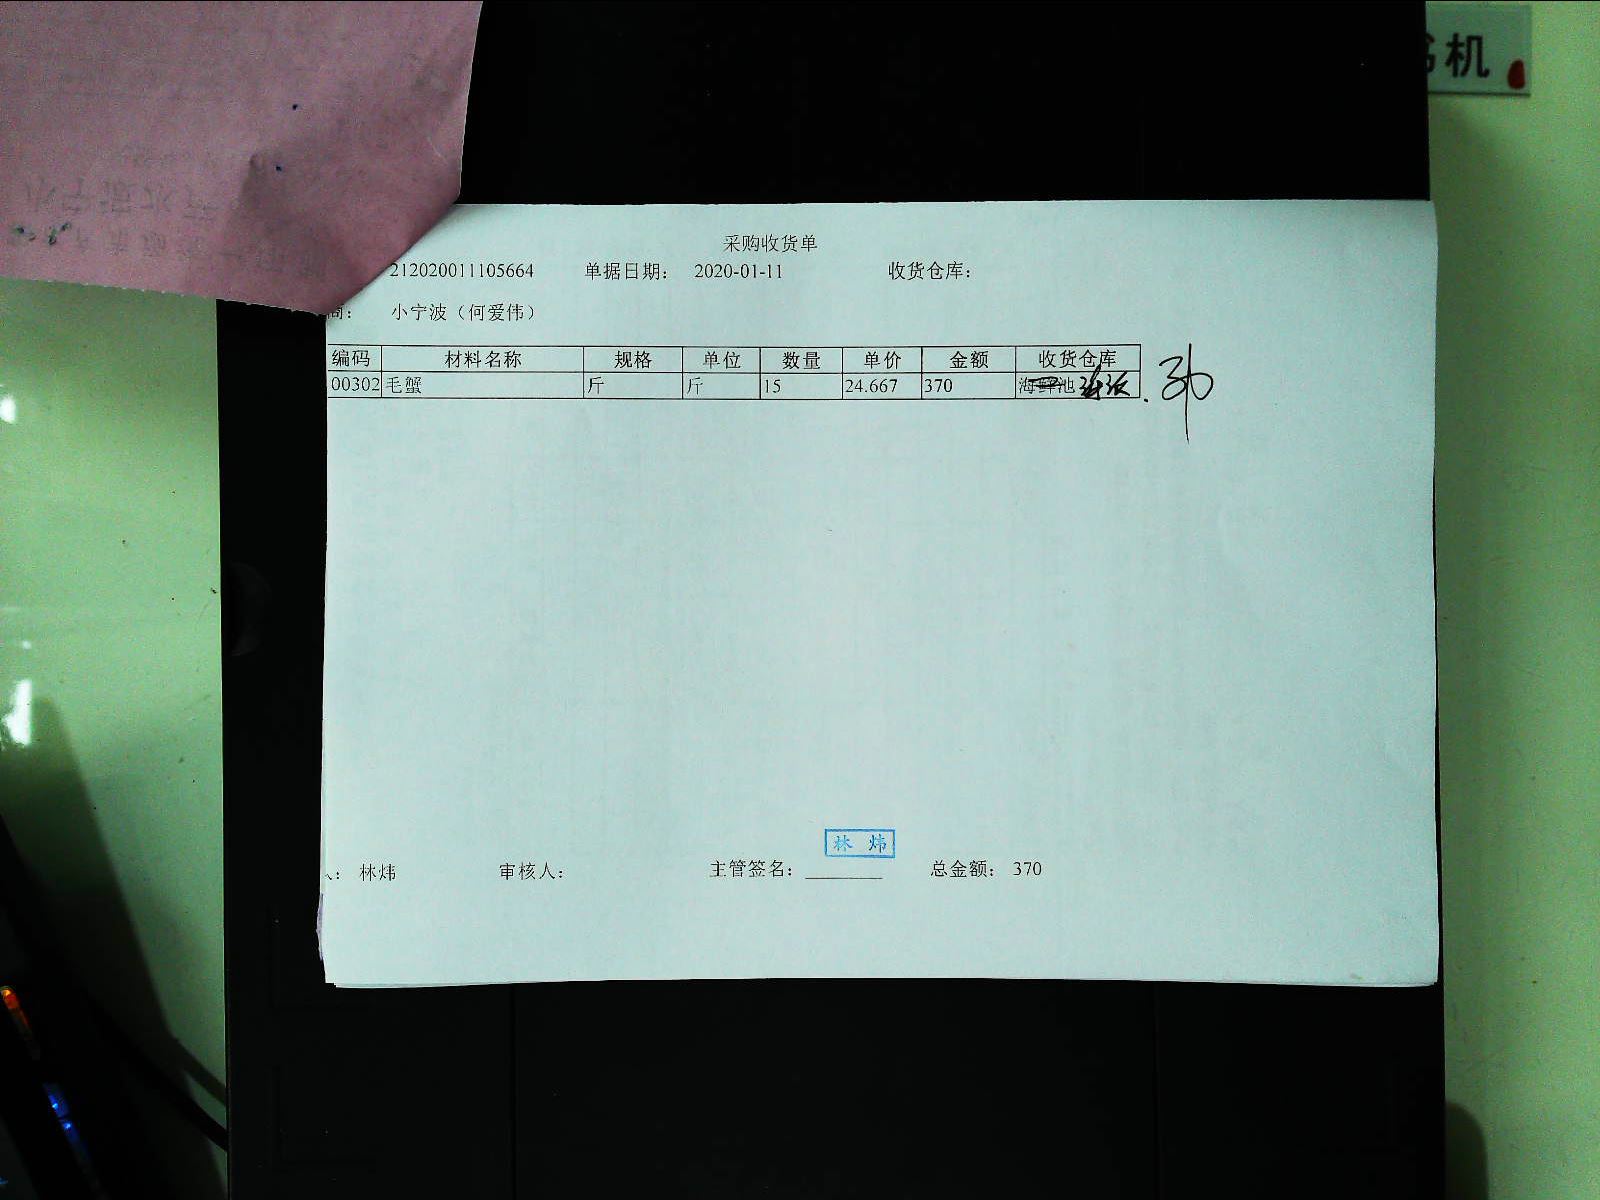 机
采购收货单
212020011105664 单据日期: 2020-01-11 收货仓库:
商: 小宁波（何爱伟）
编码 材料名称 规格 单位 数量 单价 金额 收货仓库
00302 毛蟹 斤 斤 15 24.667 370 海鲜池
林 炜
人: 林炜 审核人: 主管签名: 总金额: 370